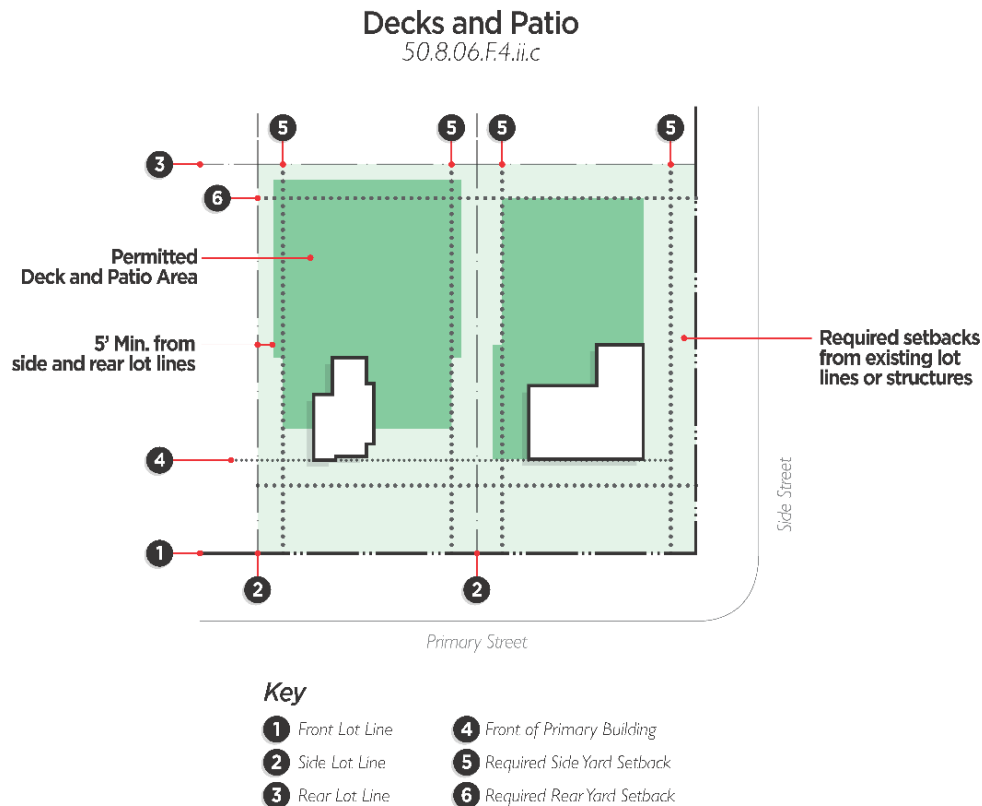 Decks and Patio
50.8.06.F.4.ii.c
5
5
5
5
3
6
Permitted
Deck and Patio Area
5' Min. from
side and rear lot lines
Required setbacks
from existing lot
lines or structures
4
Side Street
1
2
2
Primary Street
Key
1 Front Lot Line
4 Front of Primary Building
2 Side Lot Line
5 Required Side Yard Setback
3 Rear Lot Line
6 Required Rear Yard Setback